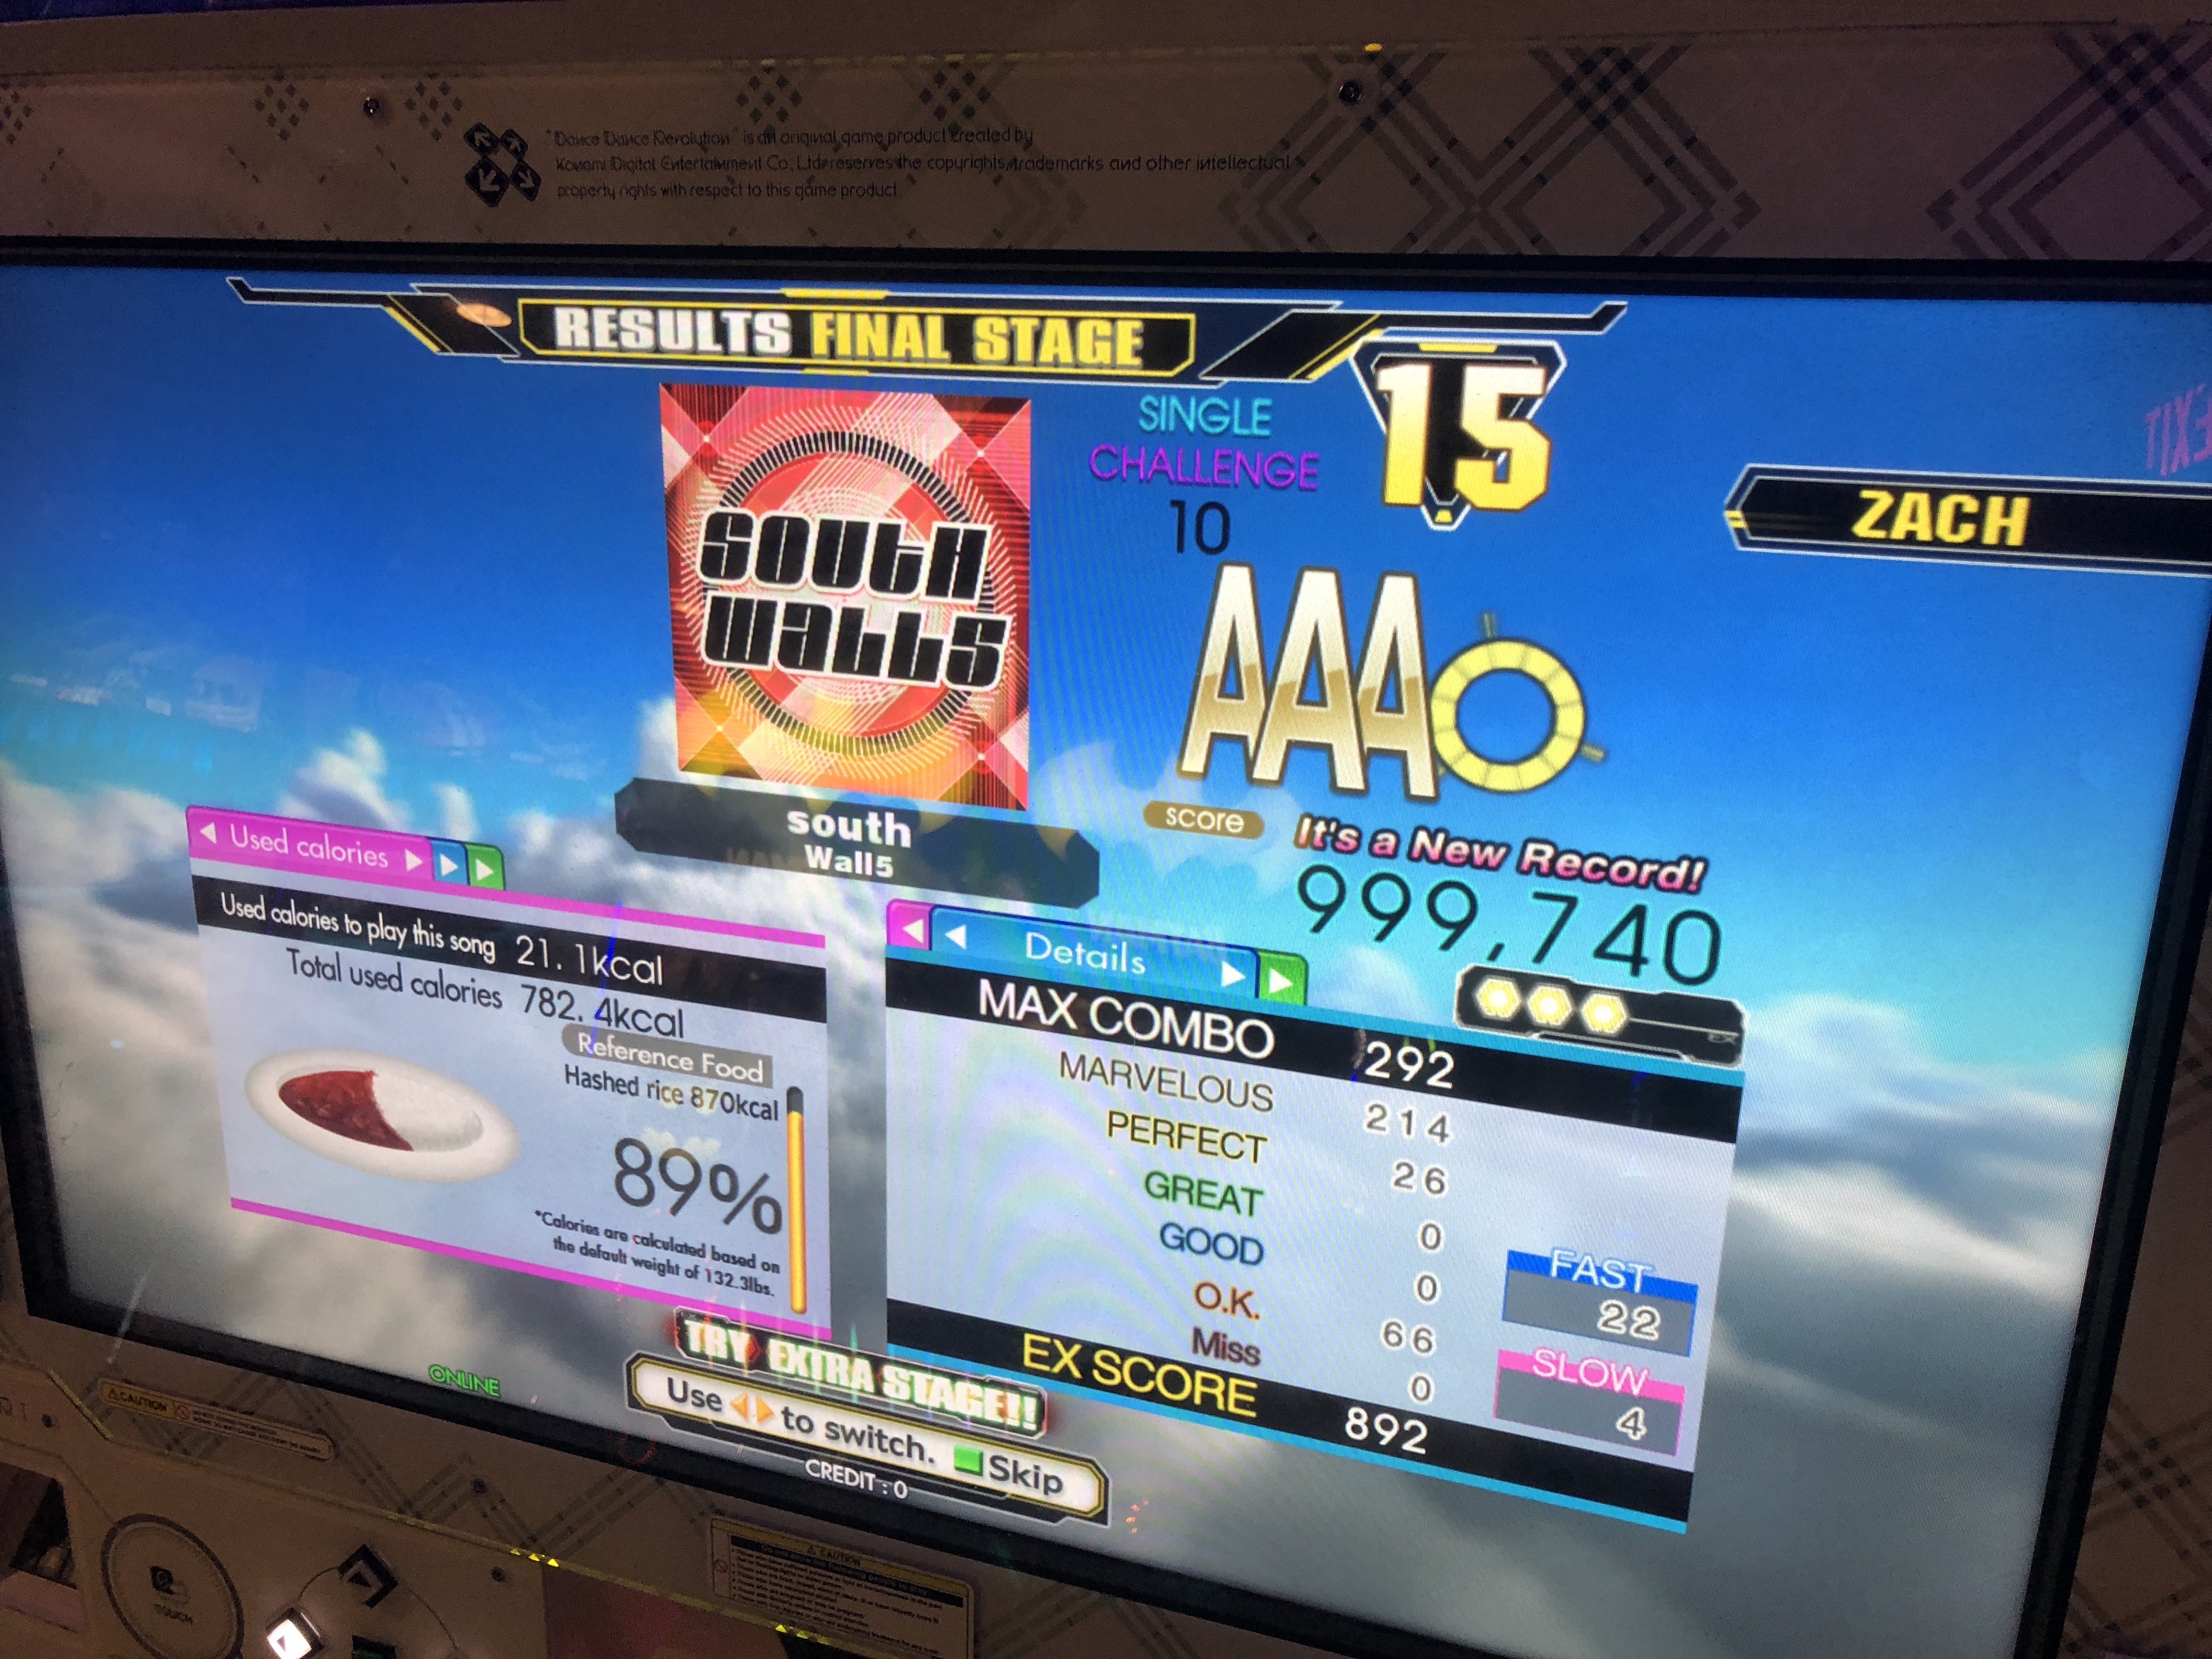 "Dance Dance Revolution" is an original game product created by
Konami Digital Entertainment Co., Ltd. reserves the copyrights, trademarks and other intellectual
property rights with respect to this game product.
RESULTS FINAL STAGE
SINGLE
CHALLENGE
10
15
EXIT
ZACH
SOUTH
WALLS
AAA
south
Wall5
score
It's a New Record!
999,740
EX
Used calories
Used calories to play this song 21.1kcal
Total used calories 782.4kcal
Reference Food
Hashed rice 870kcal
89%
*Calories are calculated based on
the default weight of 132.3lbs.
Details
MAX COMBO 292
MARVELOUS 214
PERFECT 26
GREAT 0
GOOD 0
O.K. 66
Miss 0
EX SCORE 892
FAST
22
SLOW
4
TRY EXTRA STAGE!!
Use to switch. Skip
ONLINE
CREDIT : 0
CAUTION
CAUTION
TOUCH